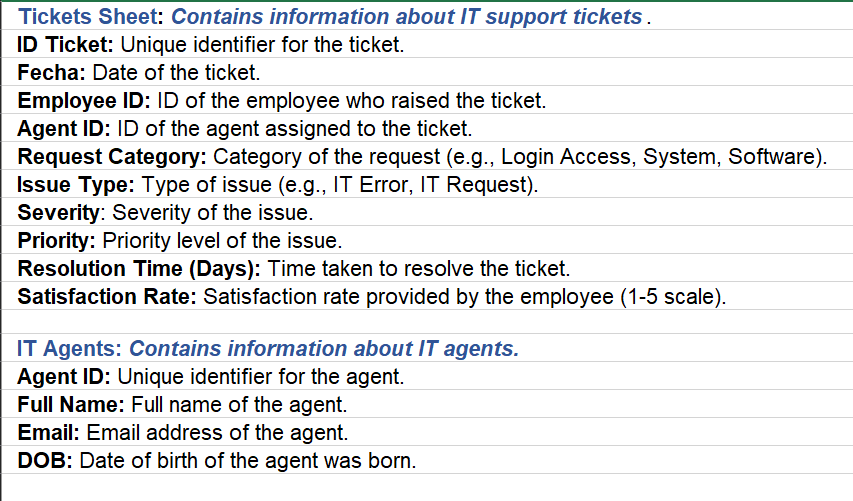 Tickets Sheet: Contains information about IT support tickets .
ID Ticket: Unique identifier for the ticket.
Fecha: Date of the ticket.
Employee ID: ID of the employee who raised the ticket.
Agent ID: ID of the agent assigned to the ticket.
Request Category: Category of the request (e.g., Login Access, System, Software).
Issue Type: Type of issue (e.g., IT Error, IT Request).
Severity: Severity of the issue.
Priority: Priority level of the issue.
Resolution Time (Days): Time taken to resolve the ticket.
Satisfaction Rate: Satisfaction rate provided by the employee (1-5 scale).
IT Agents: Contains information about IT agents.
Agent ID: Unique identifier for the agent.
Full Name: Full name of the agent.
Email: Email address of the agent.
DOB: Date of birth of the agent was born.